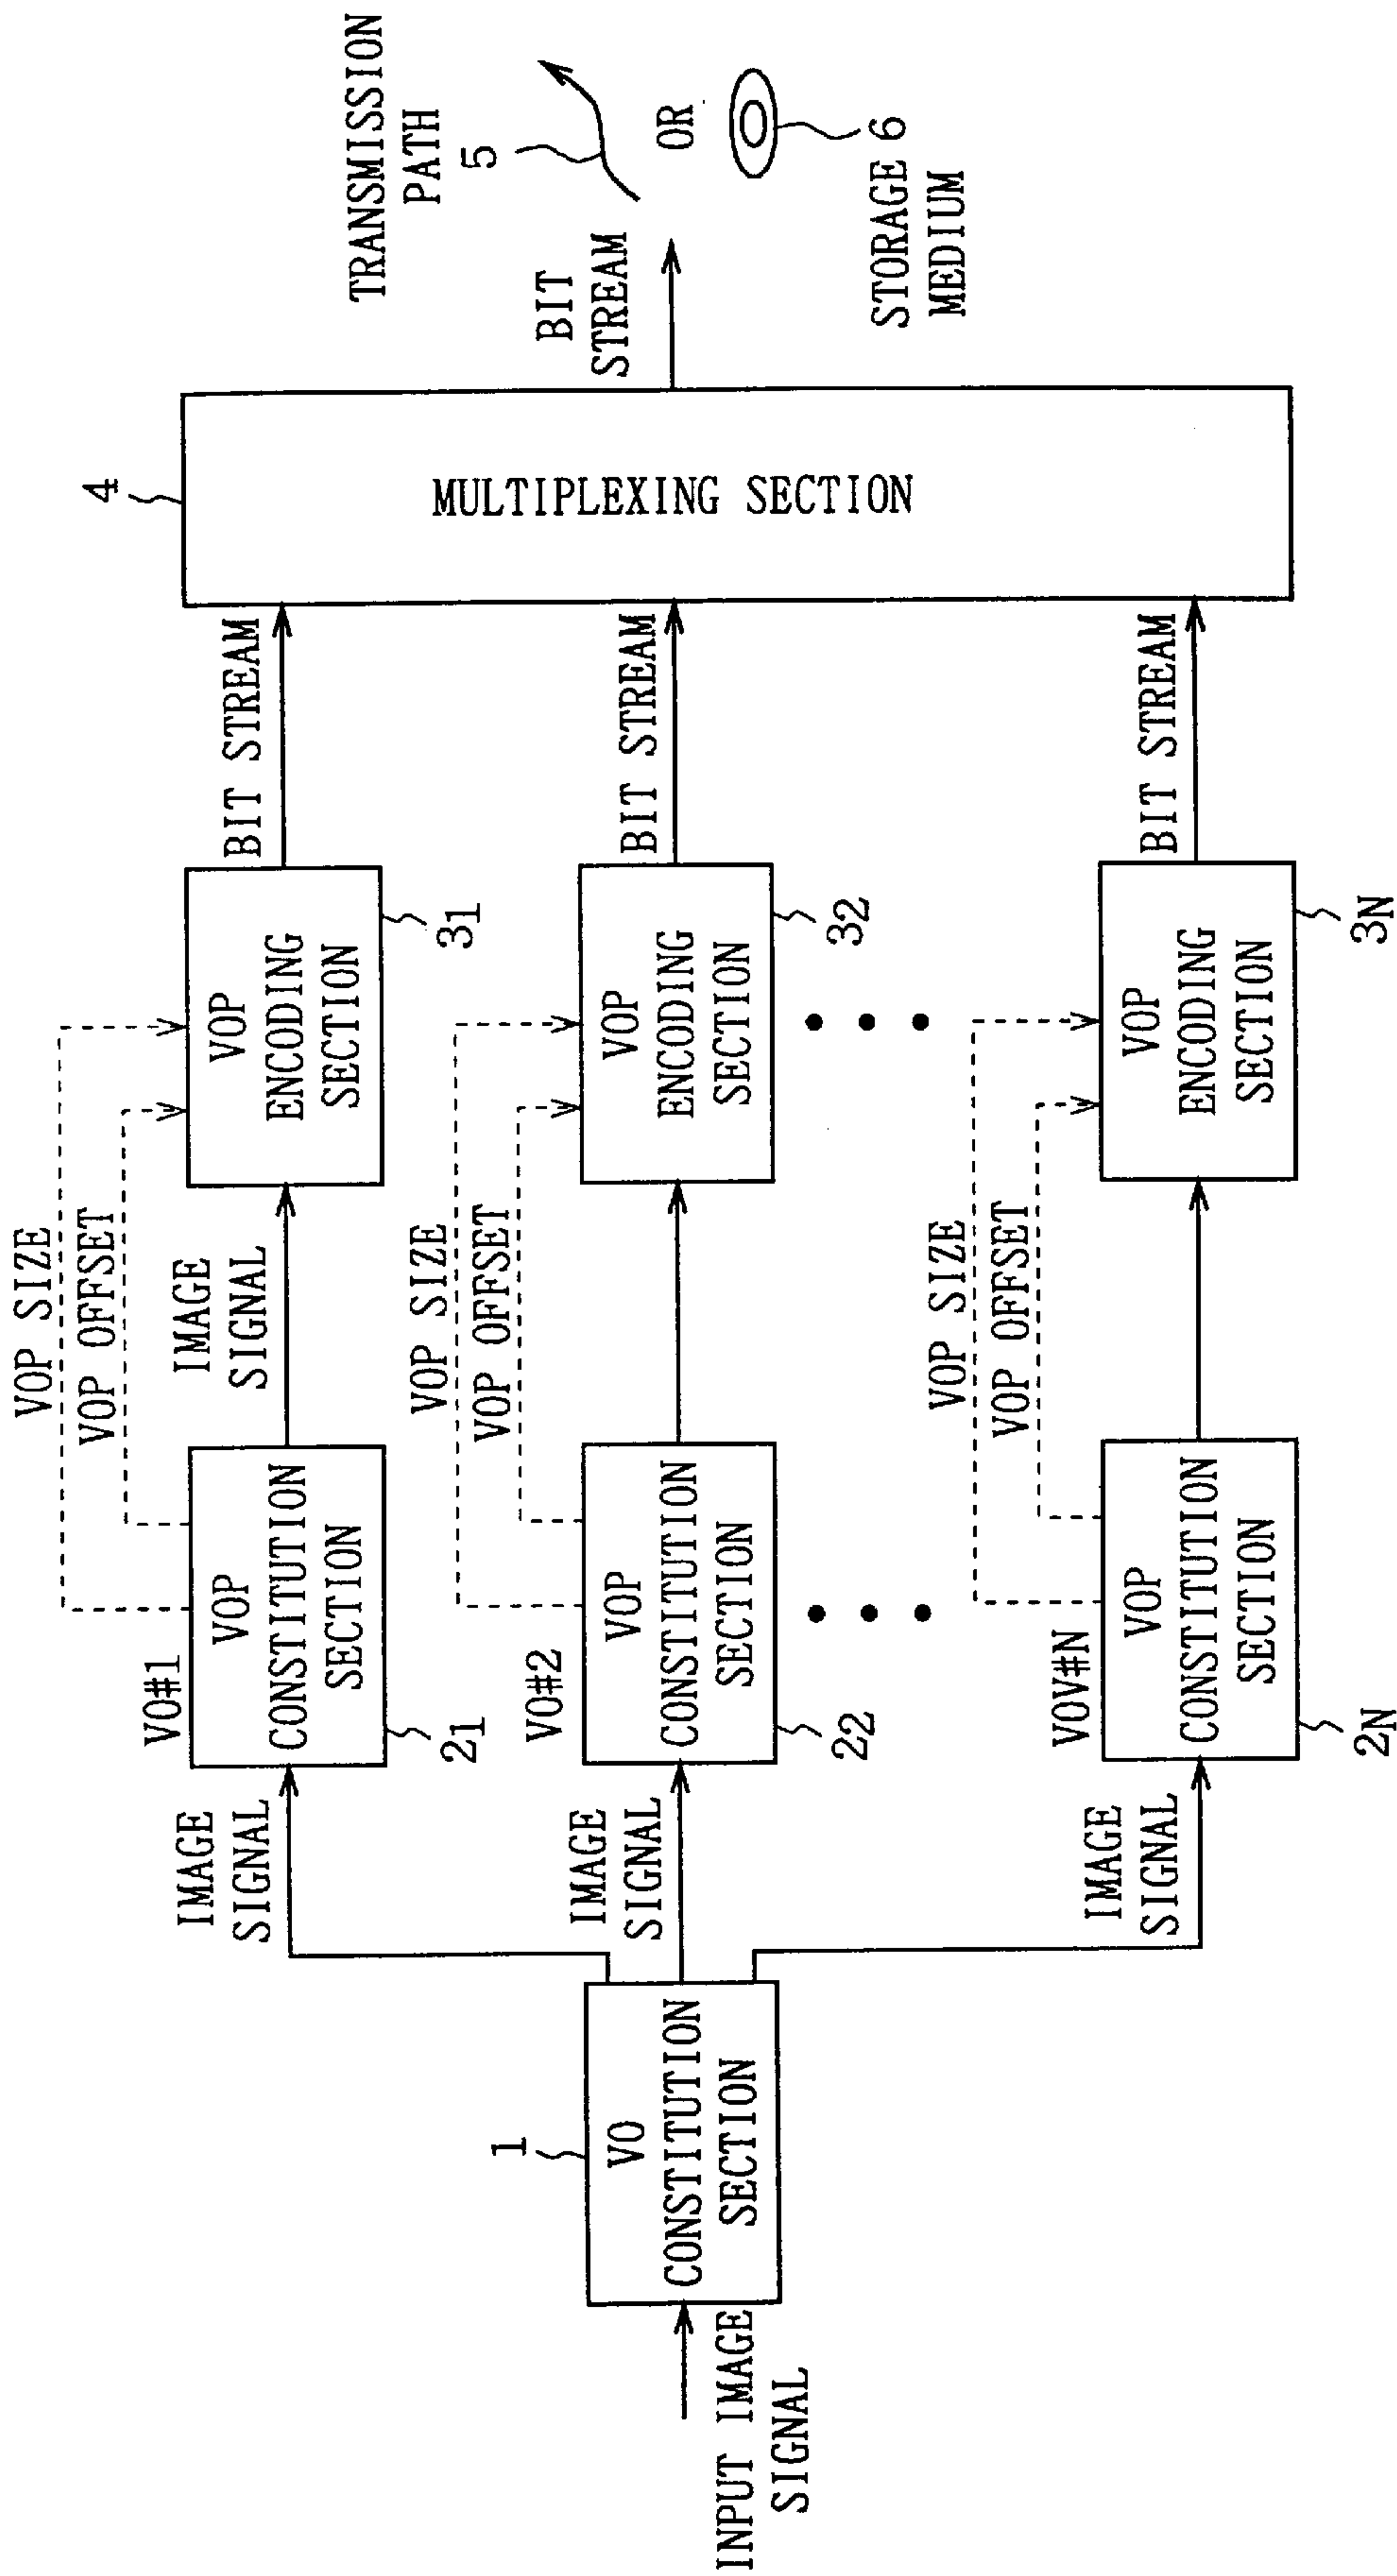 INPUT IMAGE
SIGNAL
1
VO
CONSTITUTION
SECTION
IMAGE
SIGNAL
IMAGE
SIGNAL
IMAGE
SIGNAL
VO#1
VOP
CONSTITUTION
SECTION
21
VO#2
VOP
CONSTITUTION
SECTION
22
VOV#N
VOP
CONSTITUTION
SECTION
2N
VOP SIZE
VOP OFFSET
IMAGE
SIGNAL
VOP SIZE
VOP OFFSET
VOP SIZE
VOP OFFSET
VOP
ENCODING
SECTION
31
VOP
ENCODING
SECTION
32
VOP
ENCODING
SECTION
3N
BIT STREAM
BIT STREAM
BIT STREAM
4
MULTIPLEXING SECTION
BIT
STREAM
TRANSMISSION
PATH
5
OR
STORAGE 6
MEDIUM